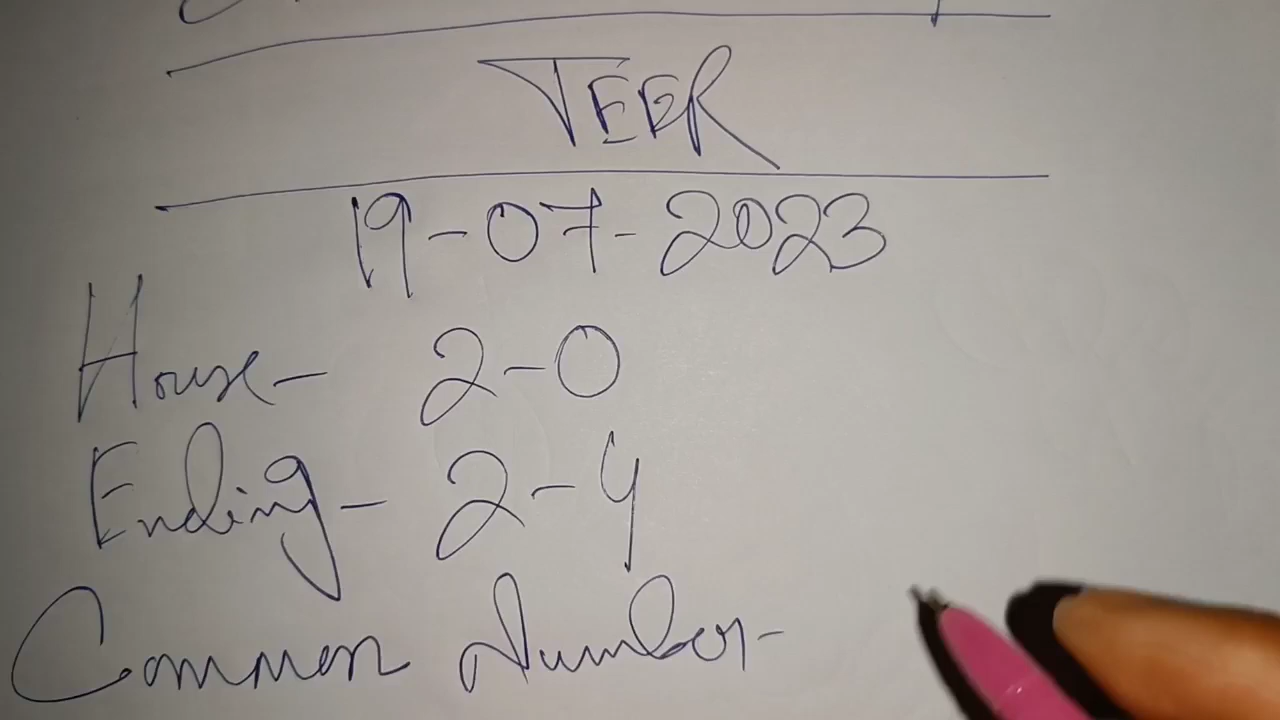 TEER
19-07-2023
House- 2-0
Ending- 2-4
Common Number-